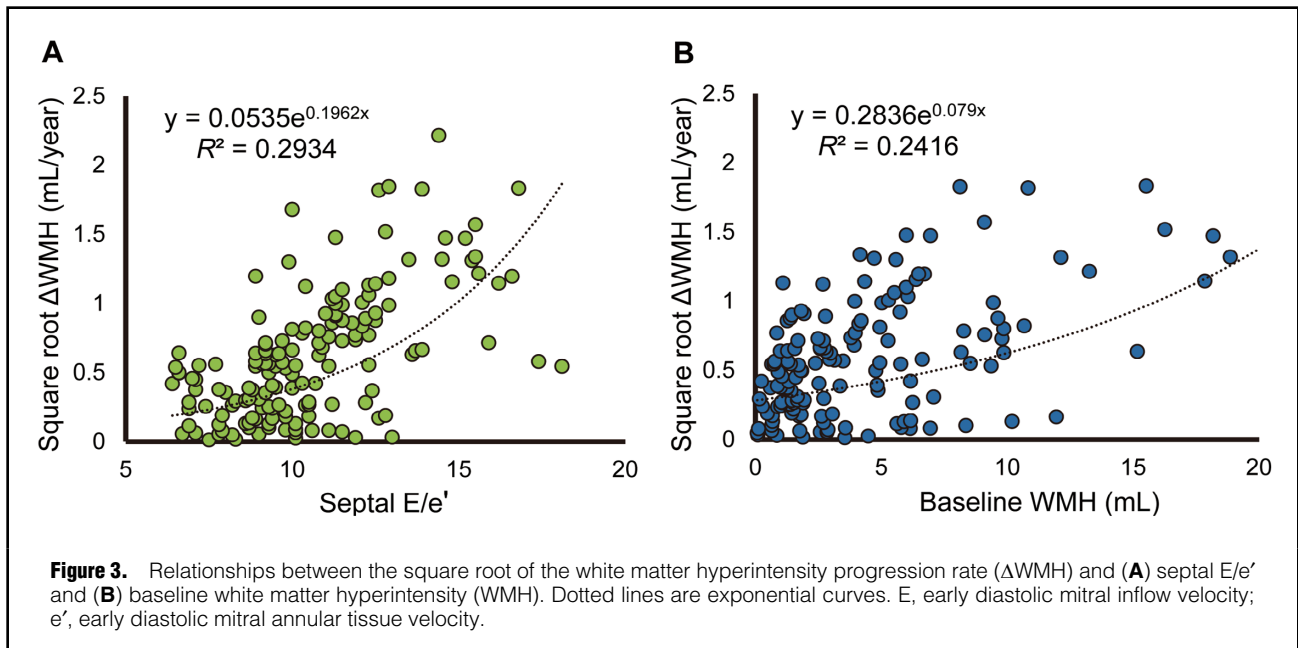 A
Square root ΔWMH (mL/year)
2.5
2
1.5
1
0.5
0
y = 0.0535e^0.1962x
R² = 0.2934
5 10 15 20
Septal E/e'
B
Square root ΔWMH (mL/year)
2.5
2
1.5
1
0.5
0
y = 0.2836e^0.079x
R² = 0.2416
0 5 10 15 20
Baseline WMH (mL)
Figure 3. Relationships between the square root of the white matter hyperintensity progression rate (ΔWMH) and (A) septal E/e′
and (B) baseline white matter hyperintensity (WMH). Dotted lines are exponential curves. E, early diastolic mitral inflow velocity;
e′, early diastolic mitral annular tissue velocity.